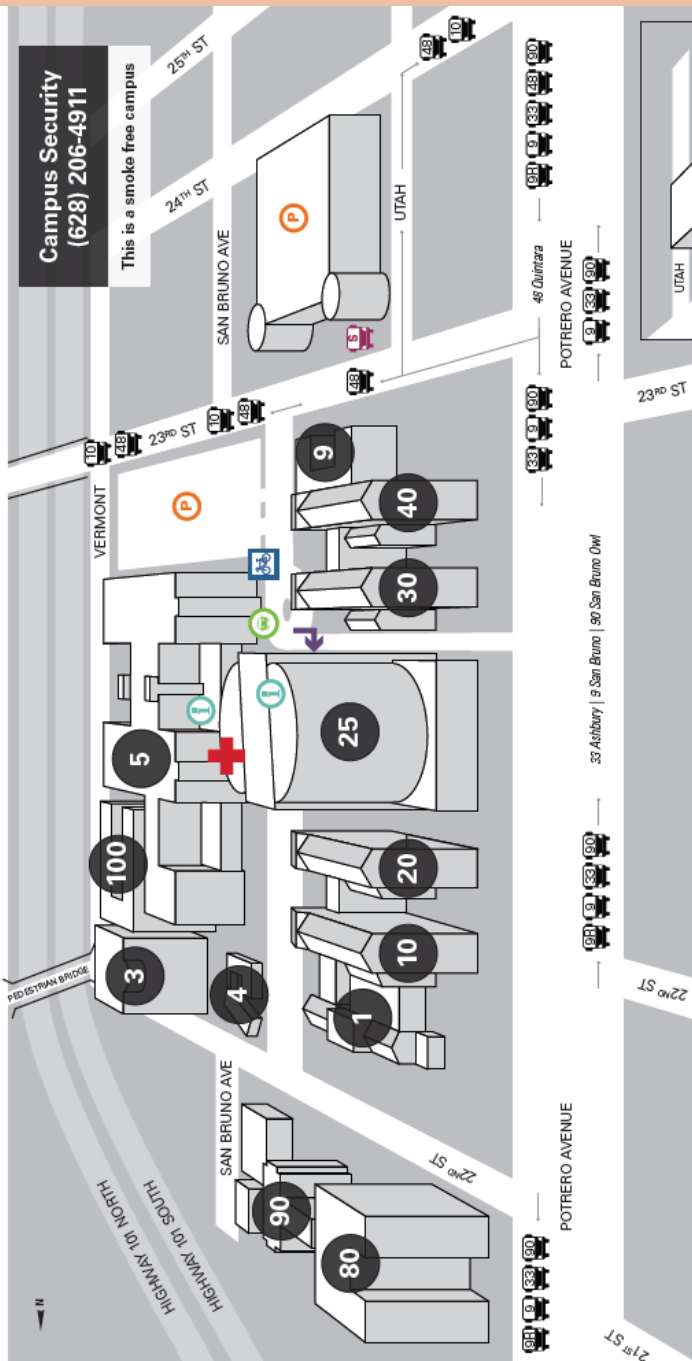 Campus Security
(628) 206-4911
This is a smoke free campus
N
HIGHWAY 101 NORTH
HIGHWAY 101 SOUTH
PEDESTRIAN BRIDGE
VERMONT
10
48
25TH ST
3
100
5
P
23RD ST
10
48
24TH ST
SAN BRUNO AVE
4
i
SAN BRUNO AVE
P
48
10
90
i
S
48
UTAH
80
1
10
20
25
30
40
9
22ND ST
9R
9
33
90
33
9
90
48 Quintara
9R
9
33
48
90
POTRERO AVENUE
9R
9
33
90
33 Ashbury | 9 San Bruno | 90 San Bruno Owl
9
33
90
POTRERO AVENUE
21ST ST
22ND ST
23RD ST
UTAH